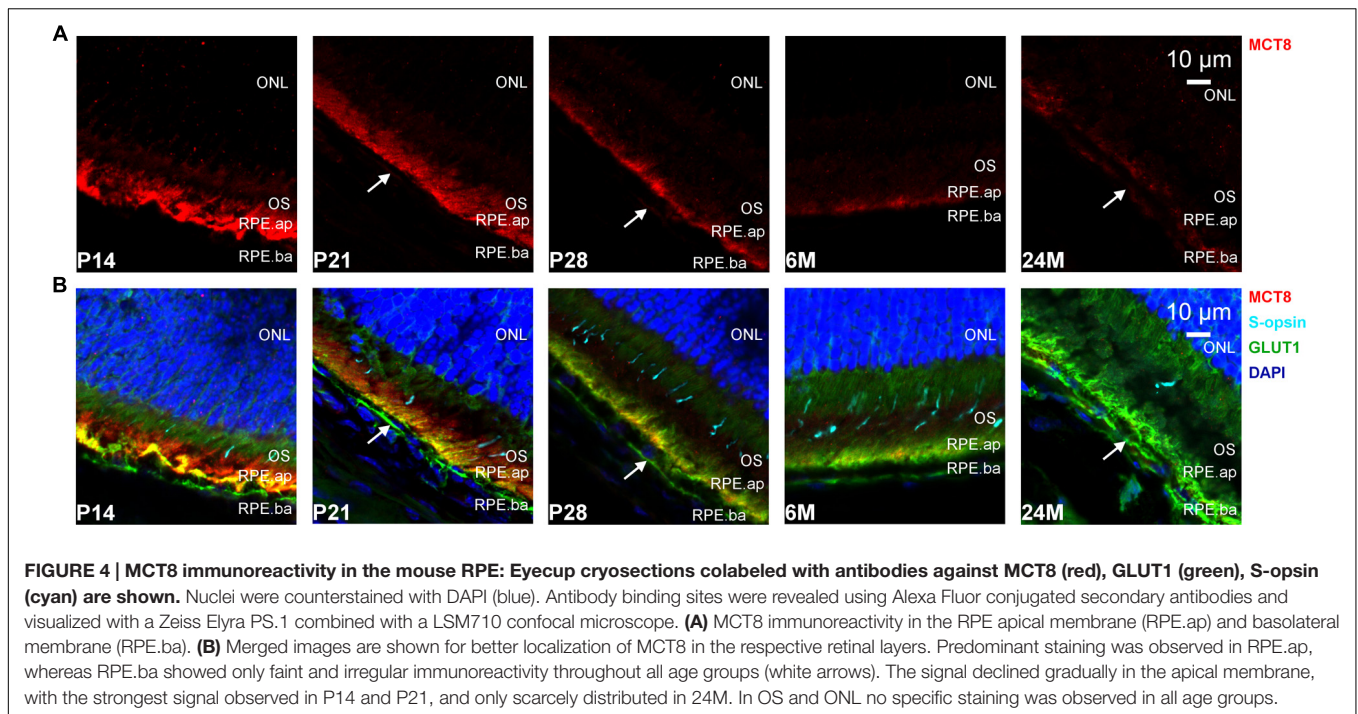 A
MCT8
10 µm
ONL
ONL
ONL
ONL
ONL
OS
RPE.ap
RPE.ba
P14
OS
RPE.ap
RPE.ba
P21
OS
RPE.ap
RPE.ba
P28
OS
RPE.ap
RPE.ba
6M
OS
RPE.ap
RPE.ba
24M
B
MCT8
S-opsin
GLUT1
DAPI
10 µm
ONL
ONL
ONL
ONL
ONL
OS
RPE.ap
RPE.ba
P14
OS
RPE.ap
RPE.ba
P21
OS
RPE.ap
RPE.ba
P28
OS
RPE.ap
RPE.ba
6M
OS
RPE.ap
RPE.ba
24M
FIGURE 4 | MCT8 immunoreactivity in the mouse RPE: Eyecup cryosections colabeled with antibodies against MCT8 (red), GLUT1 (green), S-opsin
(cyan) are shown. Nuclei were counterstained with DAPI (blue). Antibody binding sites were revealed using Alexa Fluor conjugated secondary antibodies and
visualized with a Zeiss Elyra PS.1 combined with a LSM710 confocal microscope. (A) MCT8 immunoreactivity in the RPE apical membrane (RPE.ap) and basolateral
membrane (RPE.ba). (B) Merged images are shown for better localization of MCT8 in the respective retinal layers. Predominant staining was observed in RPE.ap,
whereas RPE.ba showed only faint and irregular immunoreactivity throughout all age groups (white arrows). The signal declined gradually in the apical membrane,
with the strongest signal observed in P14 and P21, and only scarcely distributed in 24M. In OS and ONL no specific staining was observed in all age groups.